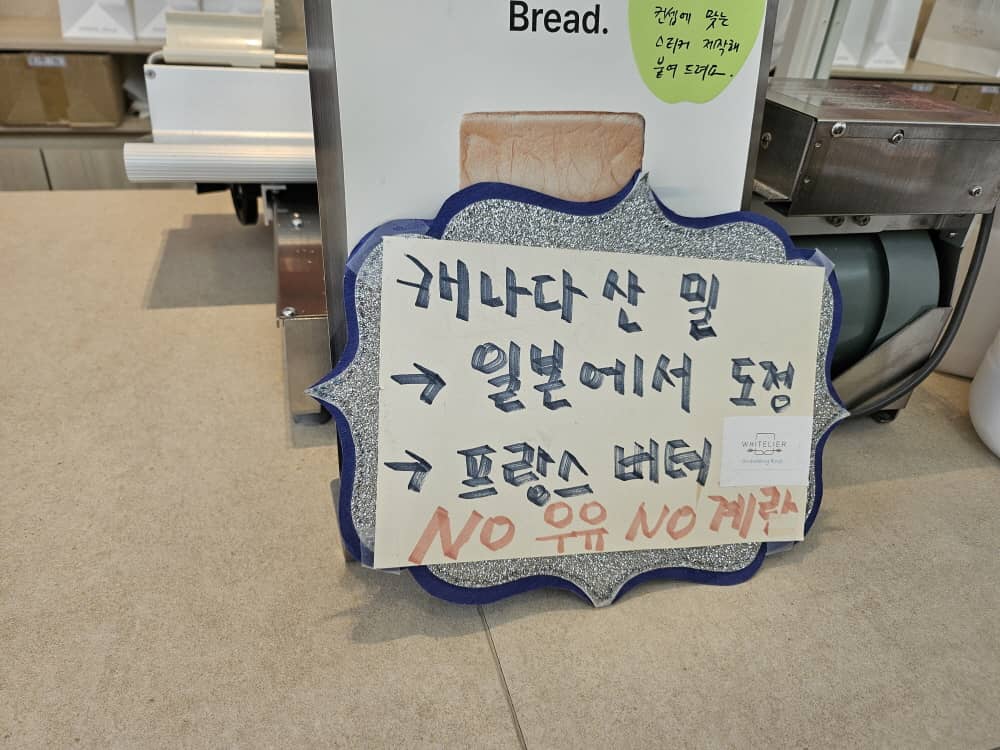 Bread.
컨셉에 맞는
스티커 제작해
붙여 드려요.
캐나다산 밀
→ 일본에서 도정
→ 프랑스 버터
WHITELIER
NO 우유 NO 계란